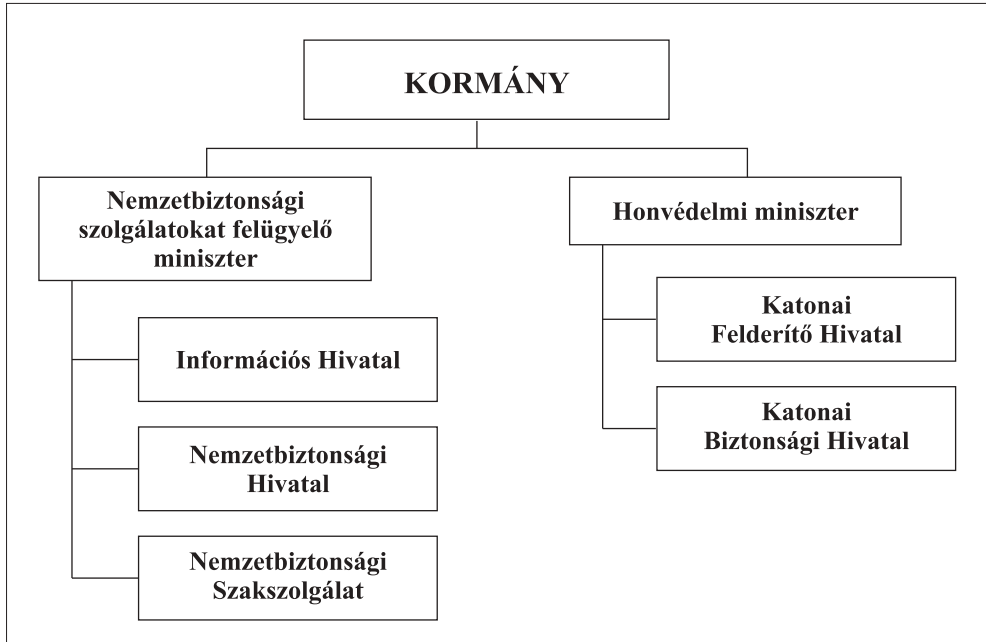 KORMÁNY
Nemzetbiztonsági
szolgálatokat felügyelő
miniszter
Információs Hivatal
Nemzetbiztonsági
Hivatal
Nemzetbiztonsági
Szakszolgálat
Honvédelmi miniszter
Katonai
Felderítő Hivatal
Katonai
Biztonsági Hivatal